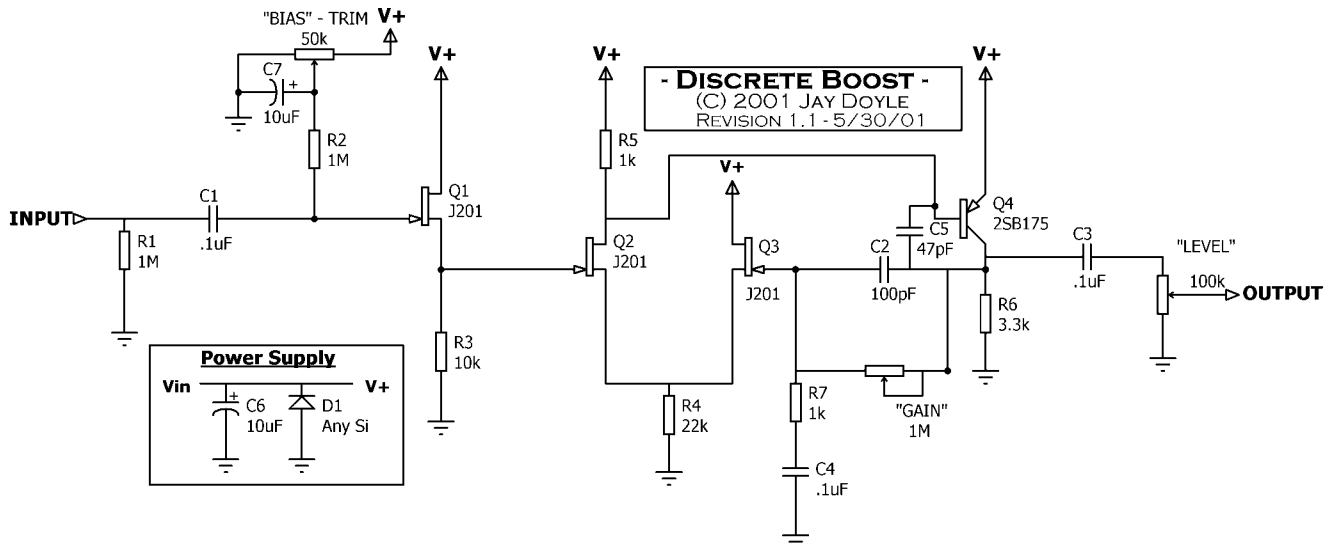 "BIAS" - TRIM
50k
V+
C7
+
10uF
R2
1M
V+
Q1
J201
INPUT
C1
.1uF
R1
1M
R3
10k
V+
R5
1k
Q2
J201
- DISCRETE BOOST -
(C) 2001 JAY DOYLE
REVISION 1.1 - 5/30/01
V+
Q3
J201
V+
Q4
2SB175
C5
47pF
C2
100pF
C3
.1uF
"LEVEL"
100k
OUTPUT
R6
3.3k
R4
22k
R7
1k
"GAIN"
1M
C4
.1uF
Power Supply
Vin
V+
+
C6
10uF
D1
Any Si